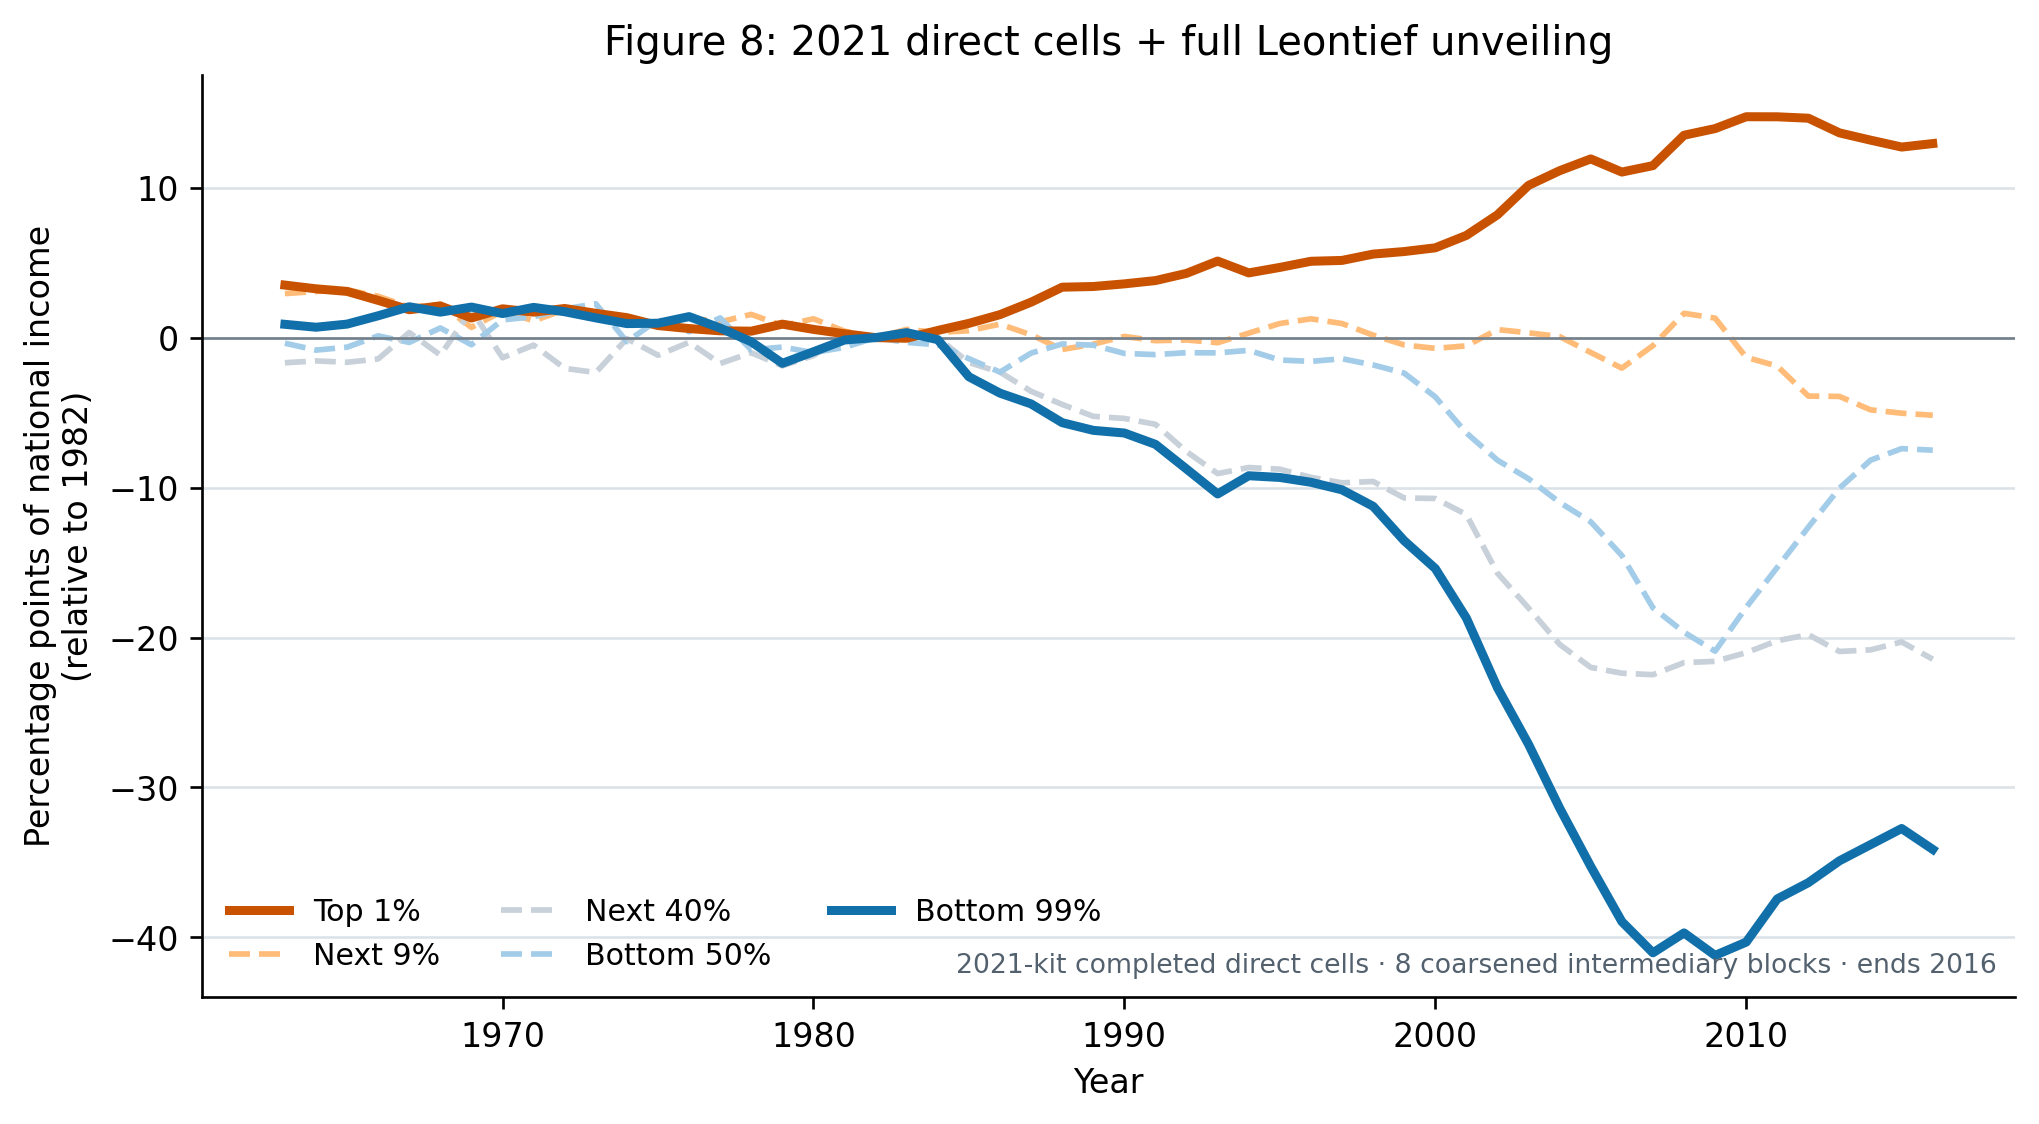 Figure 8: 2021 direct cells + full Leontief unveiling
Percentage points of national income
(relative to 1982)
10
0
−10
−20
−30
−40
Top 1%
Next 9%
Next 40%
Bottom 50%
Bottom 99%
2021-kit completed direct cells · 8 coarsened intermediary blocks · ends 2016
1970
1980
1990
2000
2010
Year